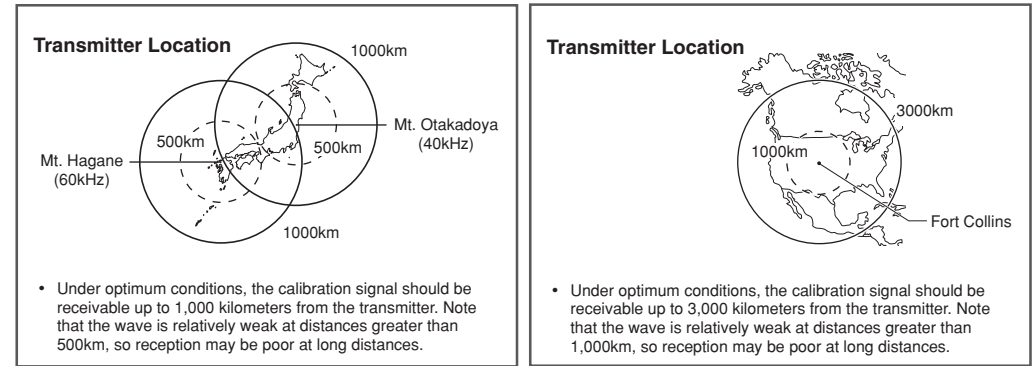 Transmitter Location
1000km
500km
500km
Mt. Otakadoya
(40kHz)
Mt. Hagane
(60kHz)
1000km
• Under optimum conditions, the calibration signal should be
receivable up to 1,000 kilometers from the transmitter. Note
that the wave is relatively weak at distances greater than
500km, so reception may be poor at long distances.
Transmitter Location
3000km
1000km
Fort Collins
• Under optimum conditions, the calibration signal should be
receivable up to 3,000 kilometers from the transmitter. Note
that the wave is relatively weak at distances greater than
1,000km, so reception may be poor at long distances.